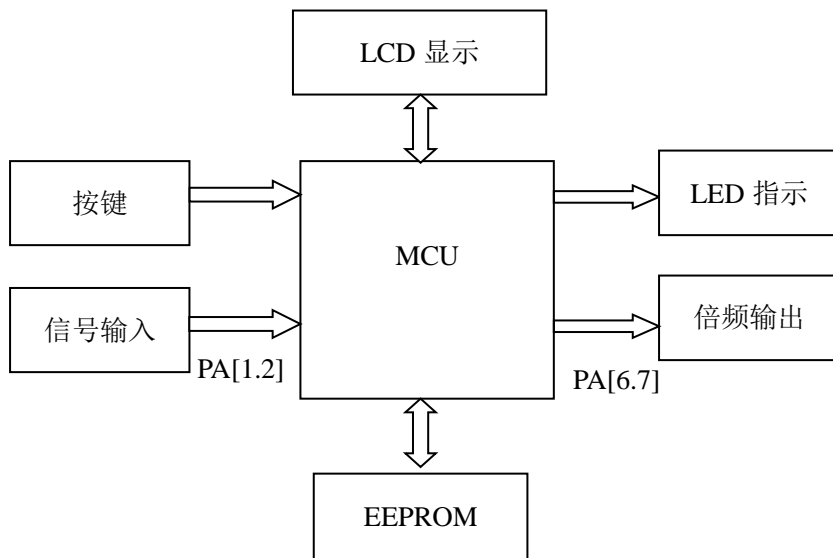 LCD 显示
按键
MCU
LED 指示
信号输入
倍频输出
PA[1.2]
PA[6.7]
EEPROM